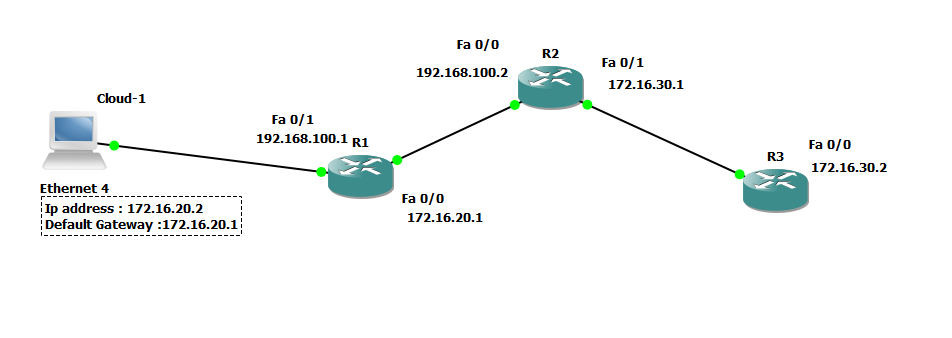 Fa 0/0
R2
192.168.100.2
Fa 0/1
172.16.30.1
Cloud-1
Fa 0/1
192.168.100.1
R1
Fa 0/0
172.16.20.1
R3
Fa 0/0
172.16.30.2
Ethernet 4
Ip address : 172.16.20.2
Default Gateway :172.16.20.1